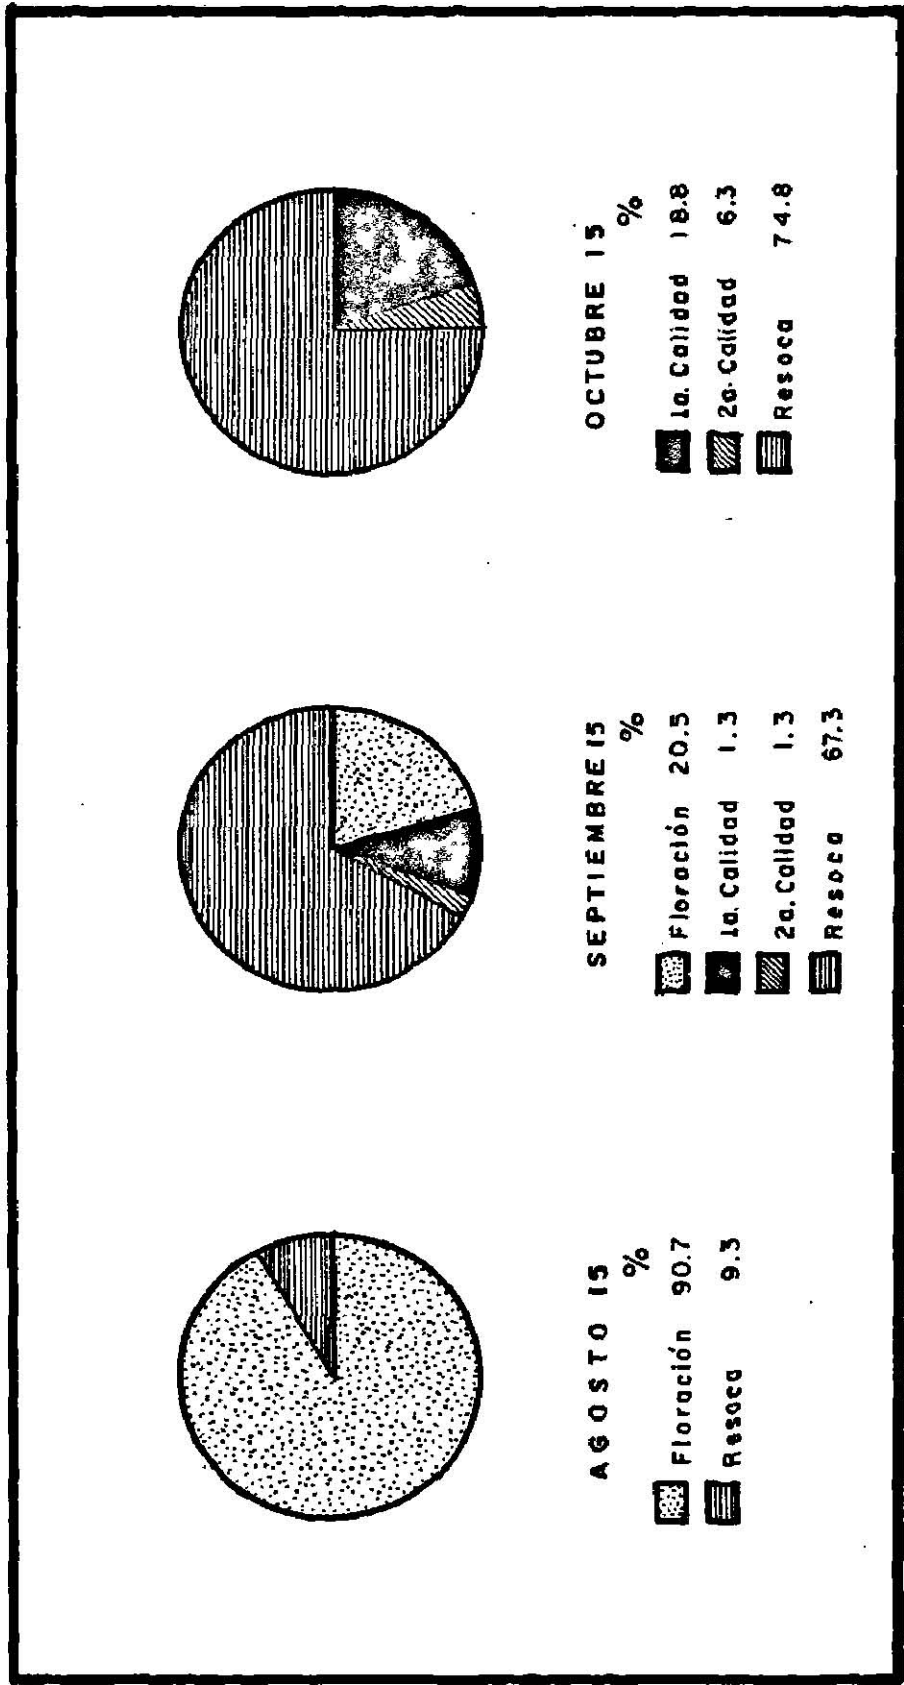 AGOSTO 15
%
Floración 90.7
Resoca 9.3
SEPTIEMBRE 15
%
Floración 20.5
1a. Calidad 1.3
2a. Calidad 1.3
Resoca 67.3
OCTUBRE 15
%
1a. Calidad 18.8
2a. Calidad 6.3
Resoca 74.8